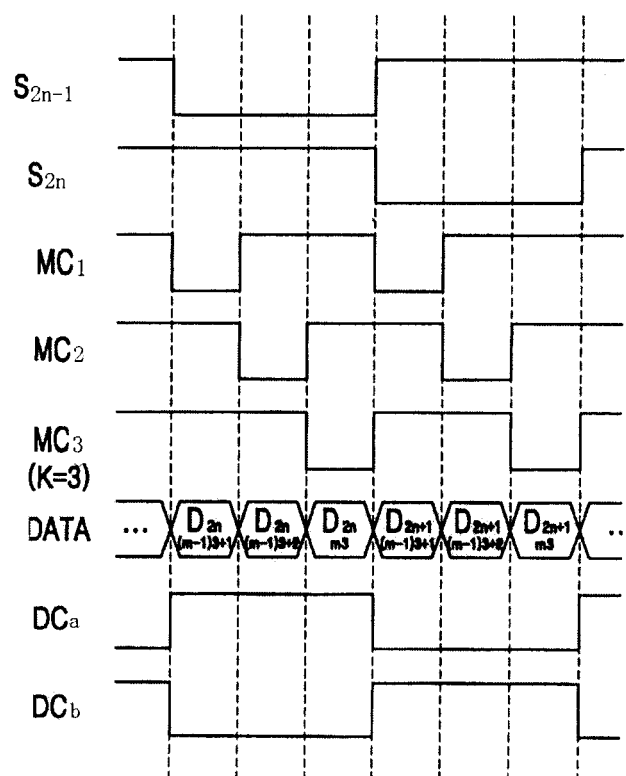 S2n-1
S2n
MC1
MC2
MC3
(K=3)
DATA ... D2n (m-1)3+1 D2n (m-1)3+2 D2n m3 D2n+1 (m-1)3+1 D2n+1 (m-1)3+2 D2n+1 m3 ..
DCa
DCb